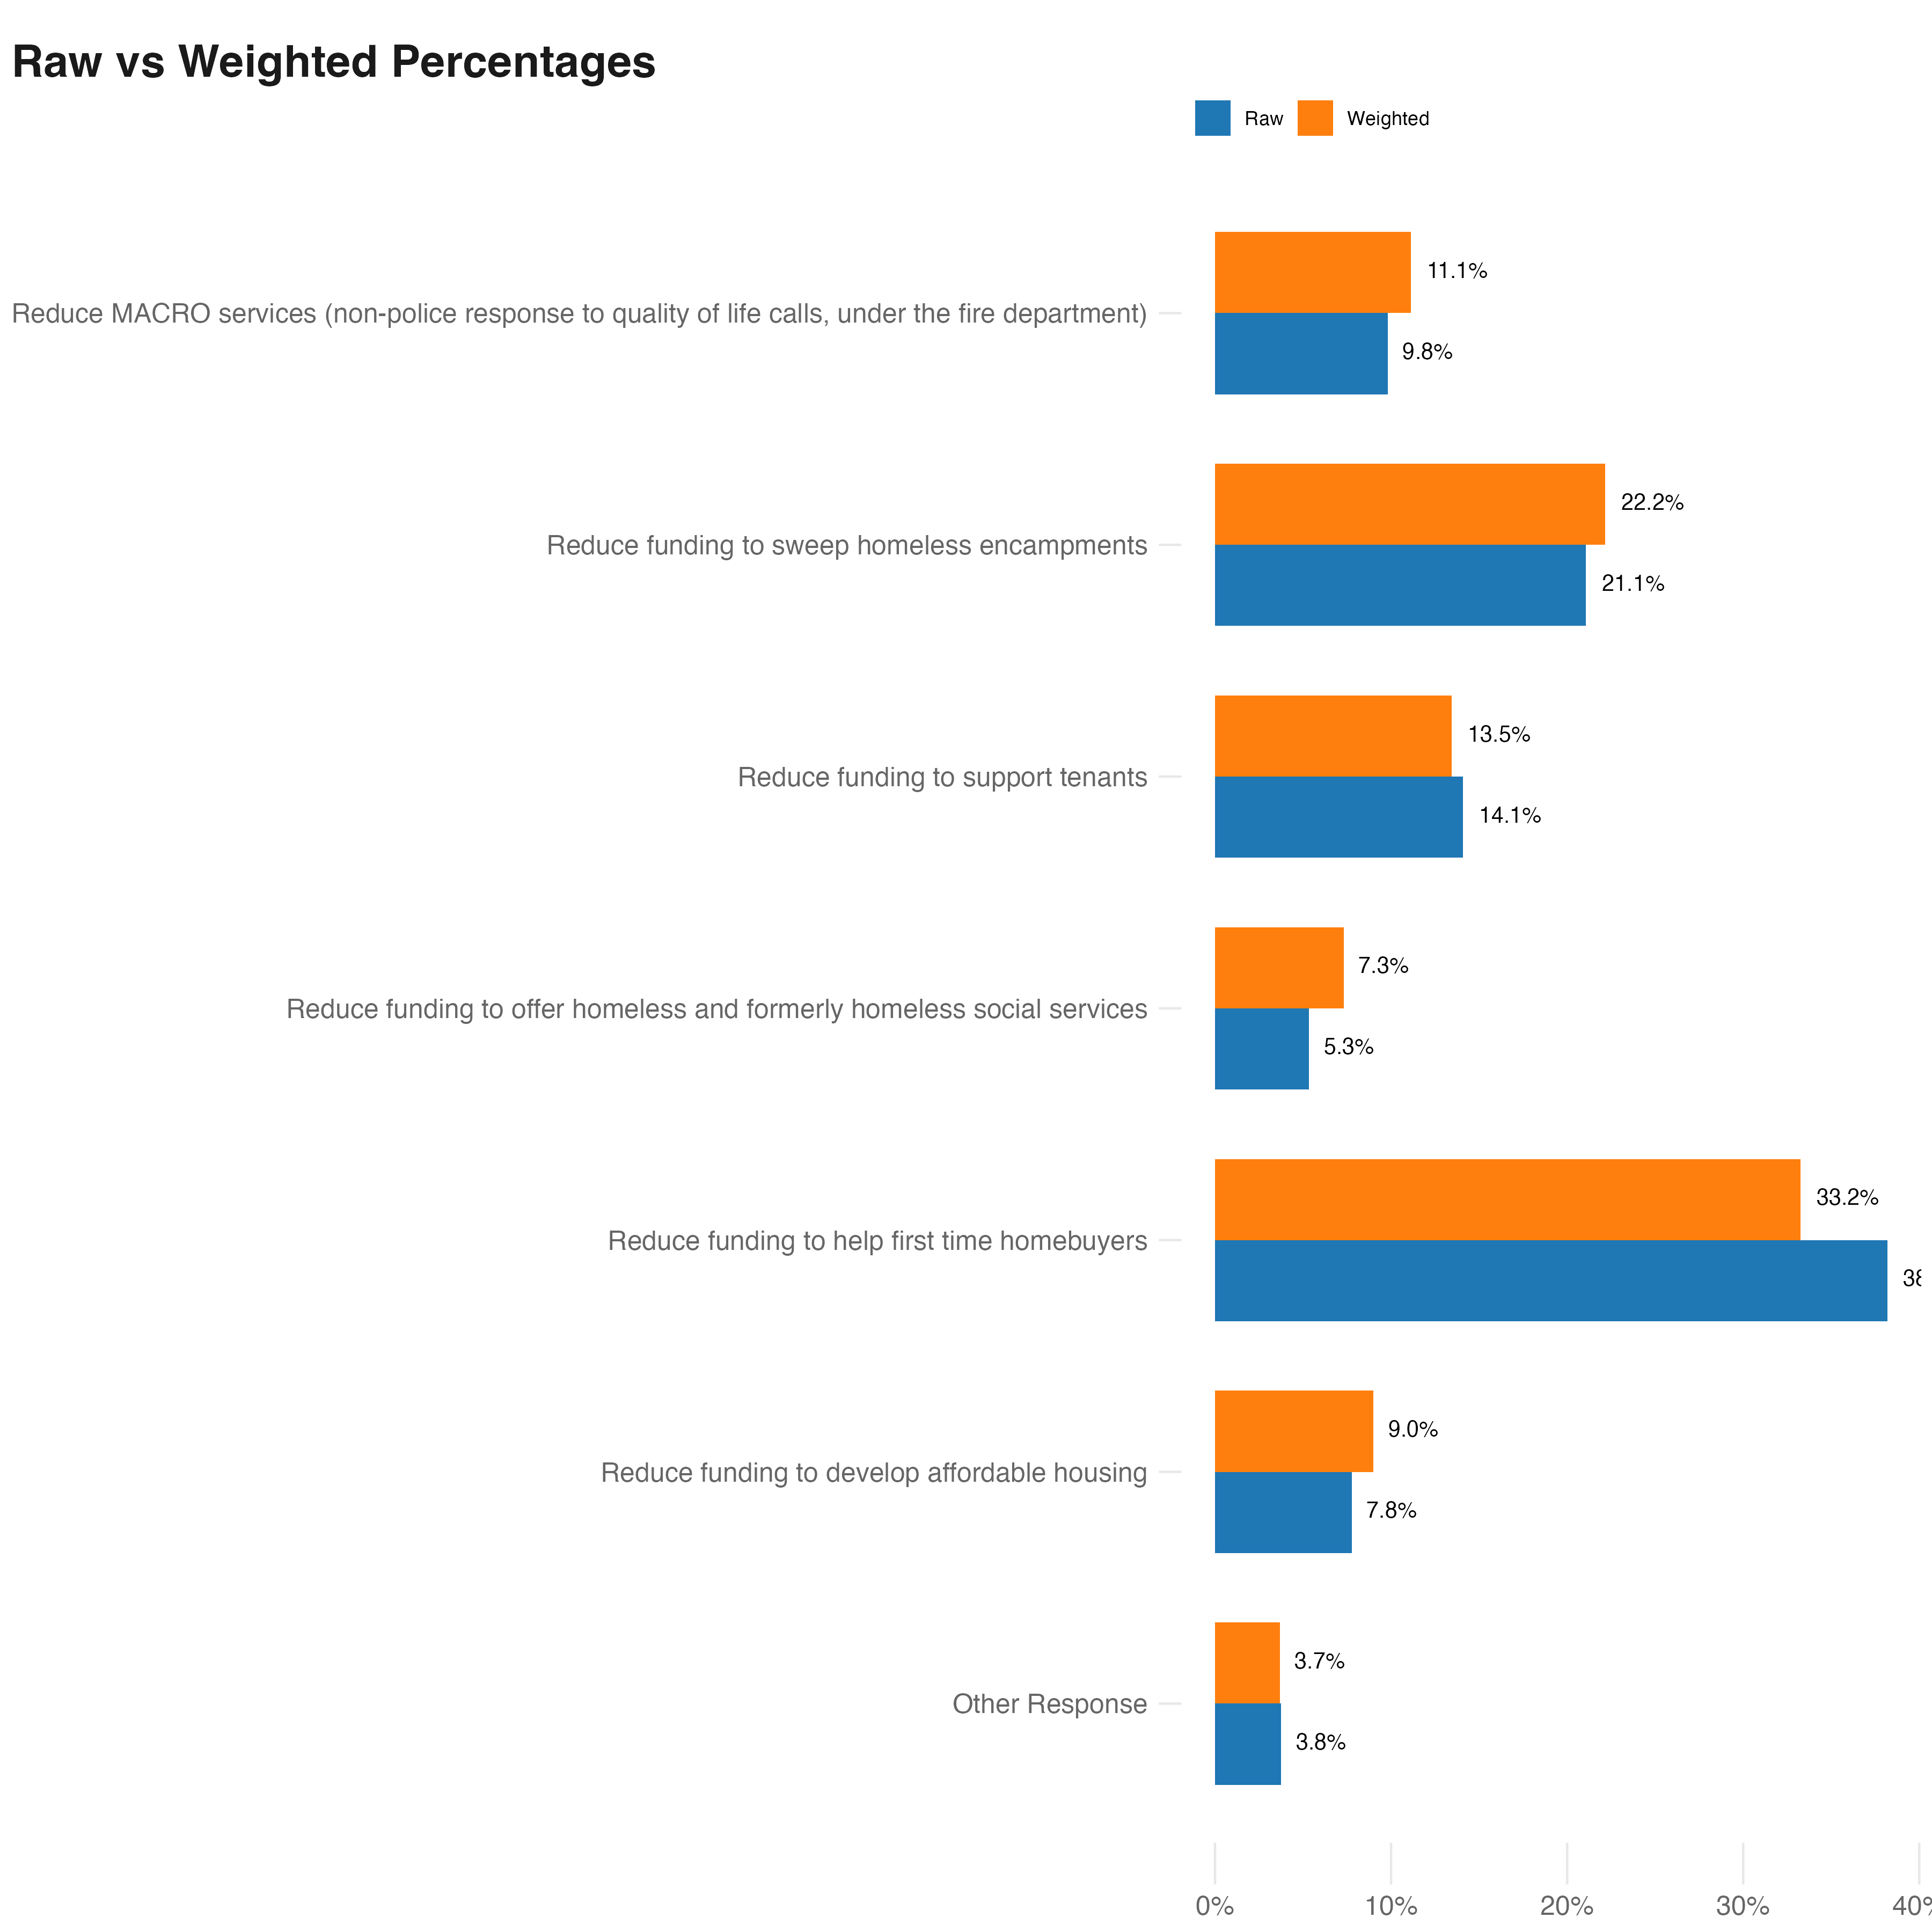 Raw vs Weighted Percentages
Raw Weighted
Reduce MACRO services (non-police response to quality of life calls, under the fire department)
11.1%
9.8%
Reduce funding to sweep homeless encampments
22.2%
21.1%
Reduce funding to support tenants
13.5%
14.1%
Reduce funding to offer homeless and formerly homeless social services
7.3%
5.3%
Reduce funding to help first time homebuyers
33.2%
38
Reduce funding to develop affordable housing
9.0%
7.8%
Other Response
3.7%
3.8%
0% 10% 20% 30% 40%